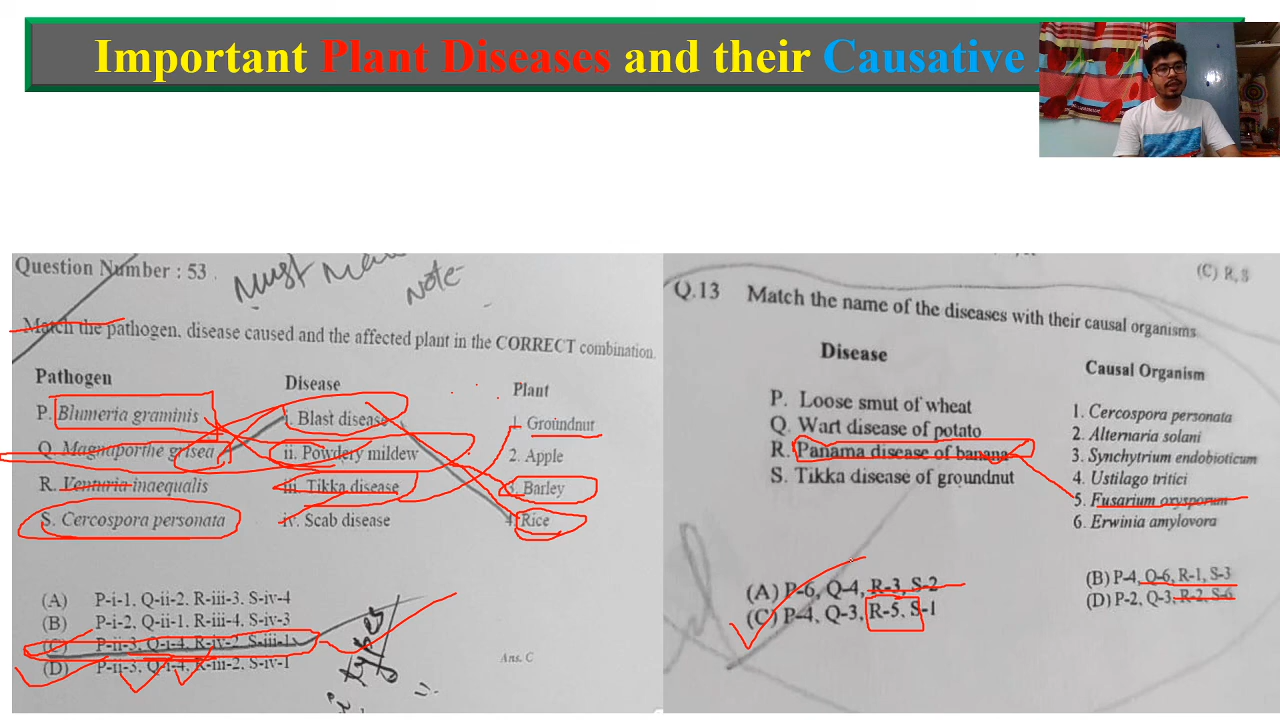 Important Plant Diseases and their Causative
Question Number : 53
Must
NOTE
Match the pathogen, disease caused and the affected plant in the CORRECT combination.
Pathogen Disease Plant
P. Blumeria graminis i. Blast disease 1. Groundnut
Q. Magnaporthe grisea ii. Powdery mildew 2. Apple
R. Venturia inaequalis iii. Tikka disease 3. Barley
S. Cercospora personata iv. Scab disease 4. Rice
(A) P-i-1, Q-ii-2, R-iii-3, S-iv-4
(B) P-i-2, Q-ii-1, R-iii-4, S-iv-3
(C) P-ii-3, Q-i-4, R-iv-2, S-iii-1
(D) P-ii-3, Q-i-4, R-iii-2, S-iv-1
Ans. C
(C) R, S
Q.13 Match the name of the diseases with their causal organisms
Disease Causal Organism
P. Loose smut of wheat 1. Cercospora personata
Q. Wart disease of potato 2. Alternaria solani
R. Panama disease of banana 3. Synchytrium endobioticum
S. Tikka disease of groundnut 4. Ustilago tritici
5. Fusarium oxysporum
6. Erwinia amylovora
(A) P-6, Q-4, R-3, S-2 (B) P-4, Q-6, R-1, S-3
(C) P-4, Q-3, R-5, S-1 (D) P-2, Q-3, R-2, S-6